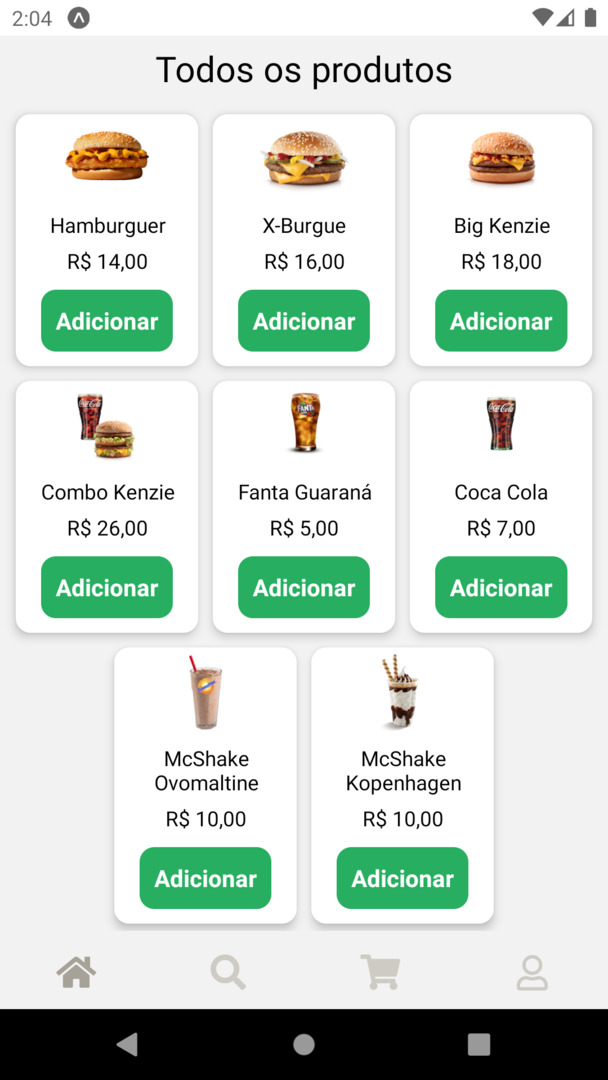 2:04
Todos os produtos
Hamburguer
R$ 14,00
Adicionar
X-Burgue
R$ 16,00
Adicionar
Big Kenzie
R$ 18,00
Adicionar
Combo Kenzie
R$ 26,00
Adicionar
Fanta Guaraná
R$ 5,00
Adicionar
Coca Cola
R$ 7,00
Adicionar
McShake
Ovomaltine
R$ 10,00
Adicionar
McShake
Kopenhagen
R$ 10,00
Adicionar